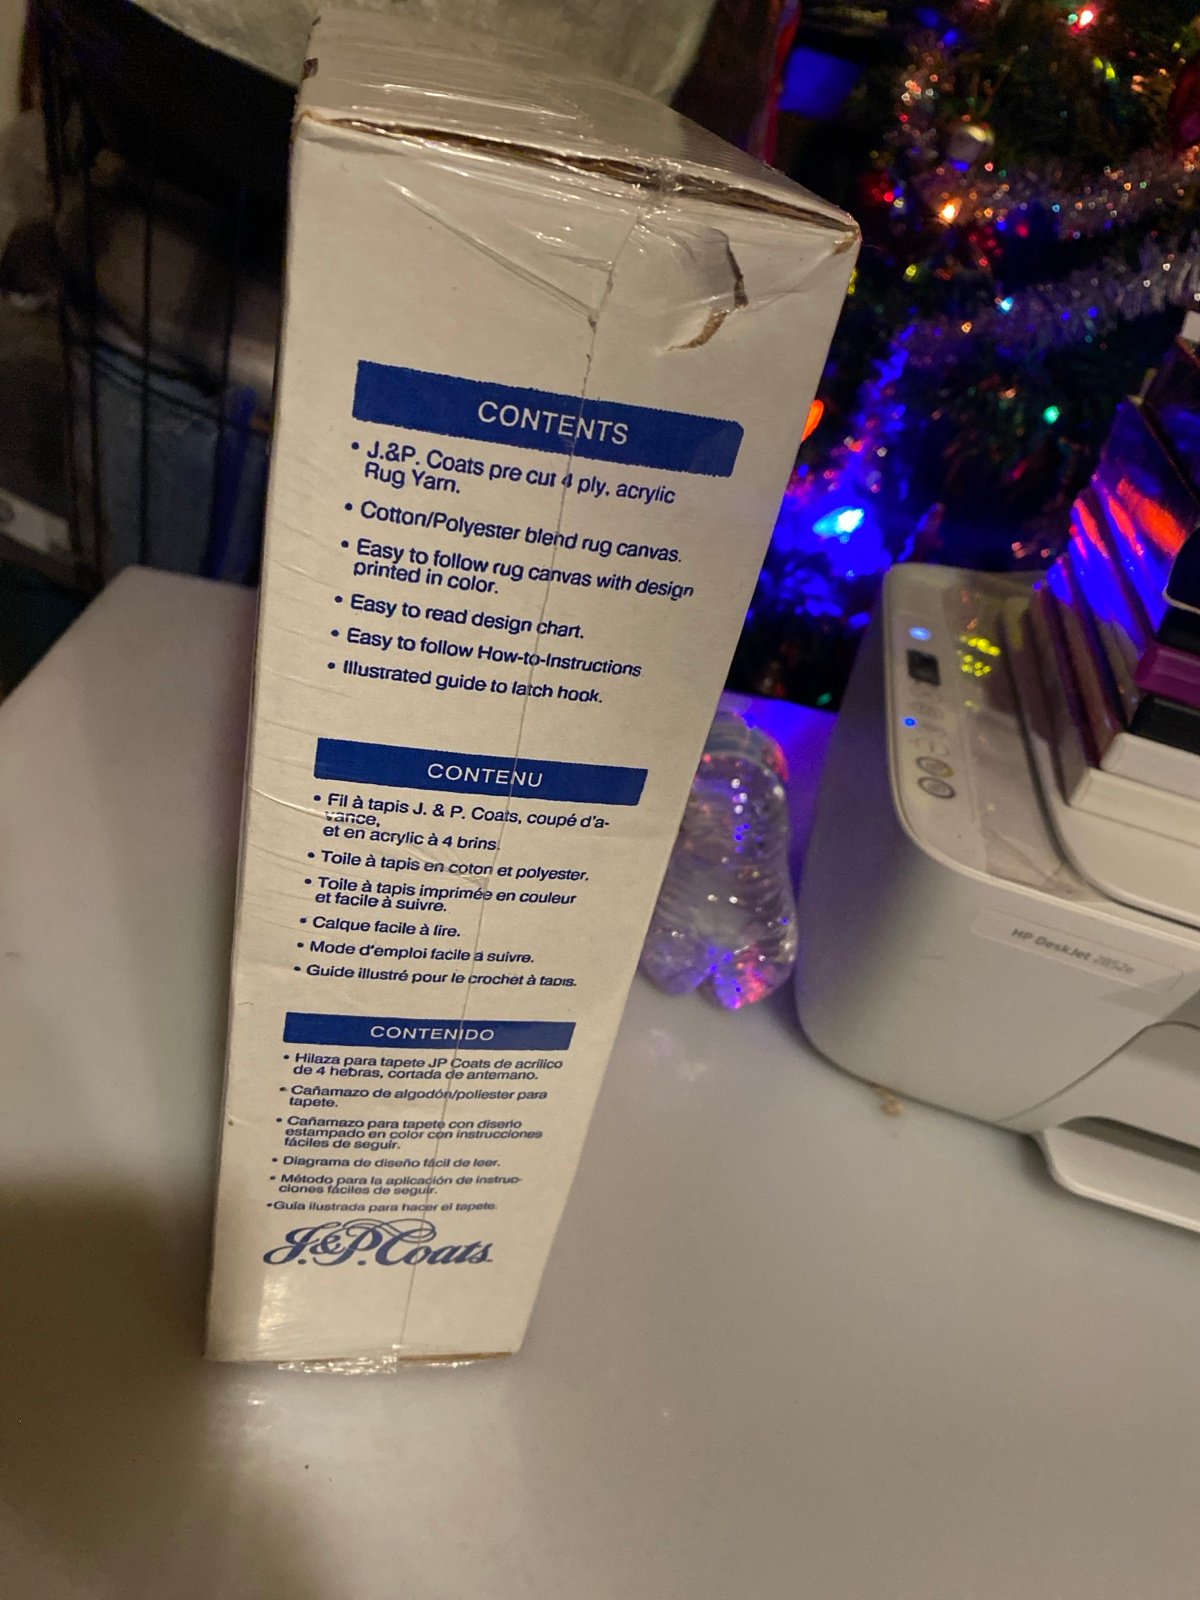 CONTENTS
• J.&P. Coats pre cut 4 ply, acrylic
Rug Yarn.
• Cotton/Polyester blend rug canvas.
• Easy to follow rug canvas with design
printed in color.
• Easy to read design chart.
• Easy to follow How-to-Instructions
• Illustrated guide to latch hook.
CONTENU
• Fil à tapis J. & P. Coats, coupé d'a-
vance,
et en acrylic à 4 brins.
• Toile à tapis en coton et polyester.
• Toile à tapis imprimée en couleur
et facile à suivre.
• Calque facile à lire.
• Mode d'emploi facile à suivre.
• Guide illustré pour le crochet à tapis.
CONTENIDO
• Hilaza para tapete JP Coats de acrílico
de 4 hebras, cortada de antemano.
• Cañamazo de algodón/poliester para
tapete.
• Cañamazo para tapete con diseño
estampado en color con instrucciones
fáciles de seguir.
• Diagrama de diseño fácil de leer.
• Método para la aplicación de instruc-
ciones fáciles de seguir.
•Guía ilustrada para hacer el tapete.
J.&P. Coats
HP DeskJet 2852e